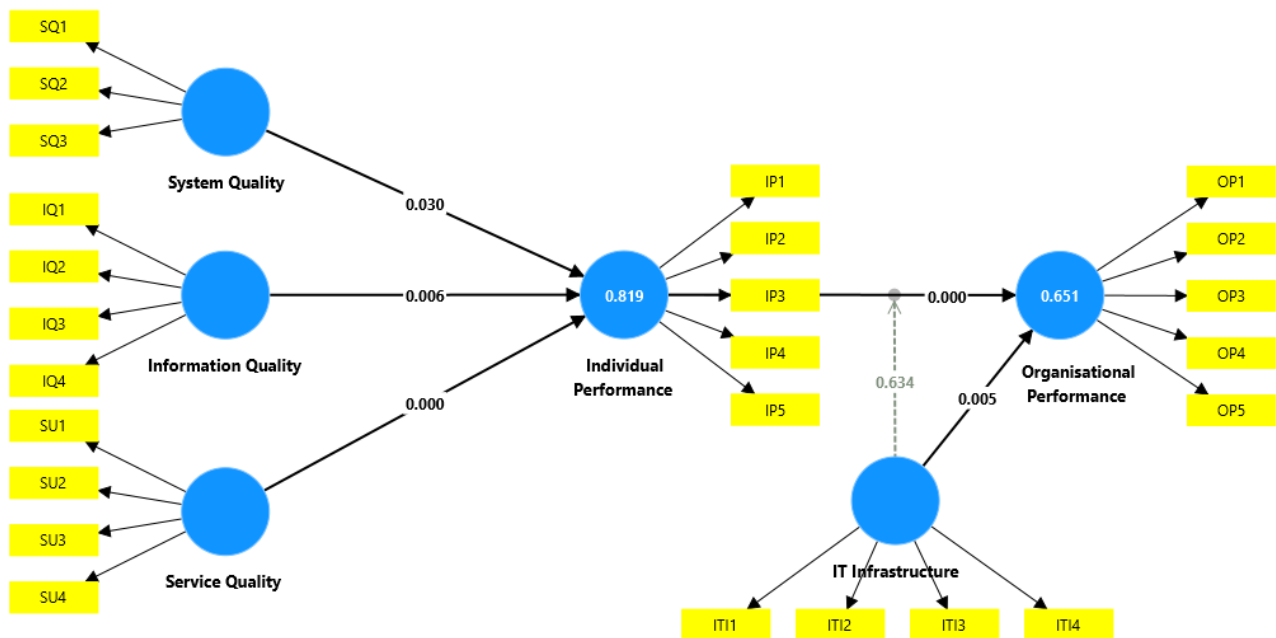 SQ1
SQ2
SQ3
System Quality
0.030
IQ1
IQ2
IQ3
IQ4
Information Quality
0.006
SU1
SU2
SU3
SU4
Service Quality
0.000
0.819
Individual
Performance
IP1
IP2
IP3
IP4
IP5
0.000
0.634
0.005
0.651
Organisational
Performance
OP1
OP2
OP3
OP4
OP5
IT Infrastructure
ITI1
ITI2
ITI3
ITI4